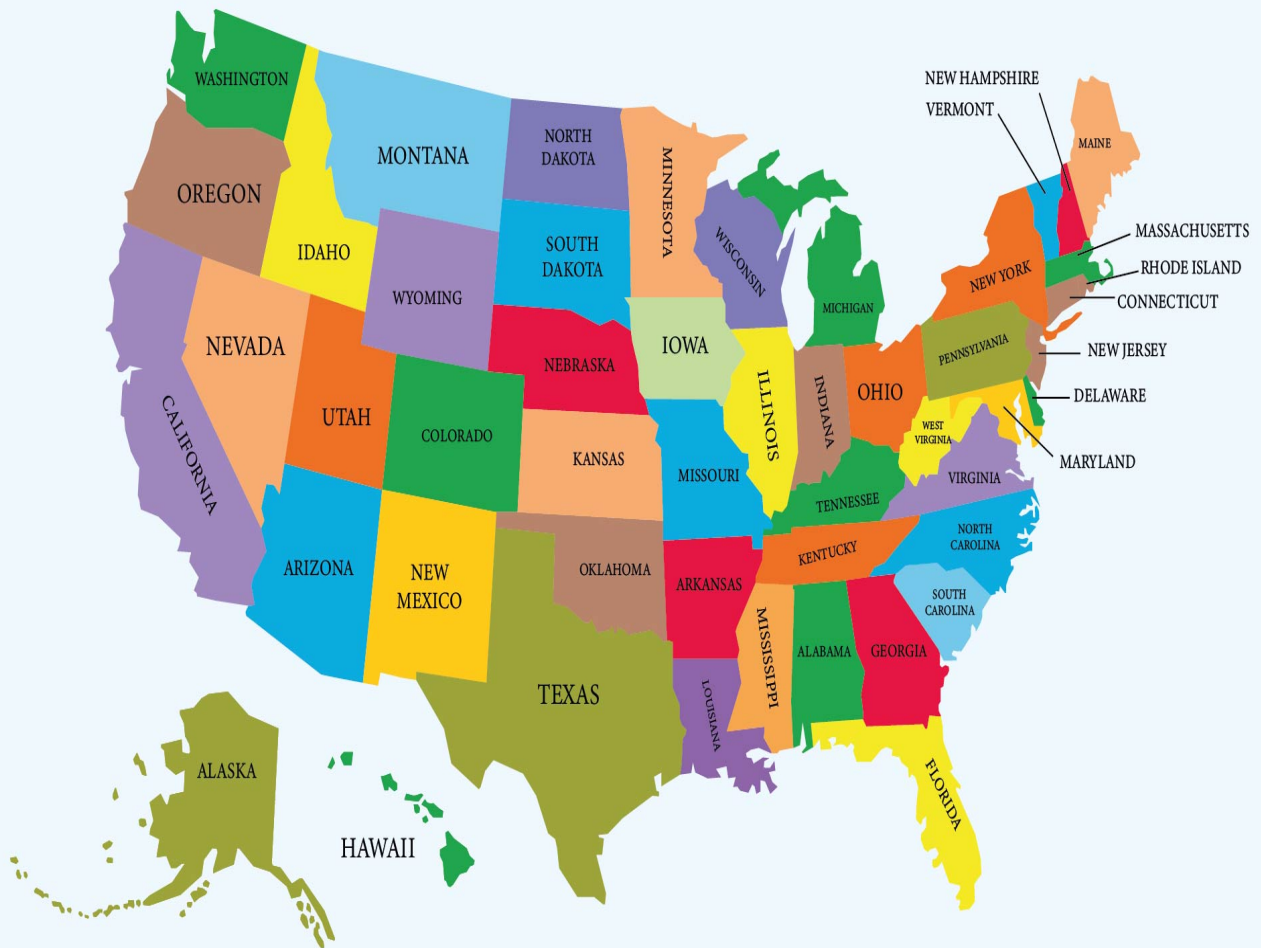 WASHINGTON
OREGON
IDAHO
MONTANA
NORTH
DAKOTA
MINNESOTA
WISCONSIN
MICHIGAN
NEW HAMPSHIRE
VERMONT
MAINE
MASSACHUSETTS
RHODE ISLAND
CONNECTICUT
NEW YORK
NEW JERSEY
PENNSYLVANIA
DELAWARE
MARYLAND
SOUTH
DAKOTA
WYOMING
NEVADA
UTAH
CALIFORNIA
COLORADO
NEBRASKA
IOWA
ILLINOIS
INDIANA
OHIO
WEST
VIRGINIA
VIRGINIA
KANSAS
MISSOURI
TENNESSEE
KENTUCKY
NORTH
CAROLINA
SOUTH
CAROLINA
ARIZONA
NEW
MEXICO
OKLAHOMA
ARKANSAS
MISSISSIPPI
ALABAMA
GEORGIA
TEXAS
LOUISIANA
FLORIDA
ALASKA
HAWAII